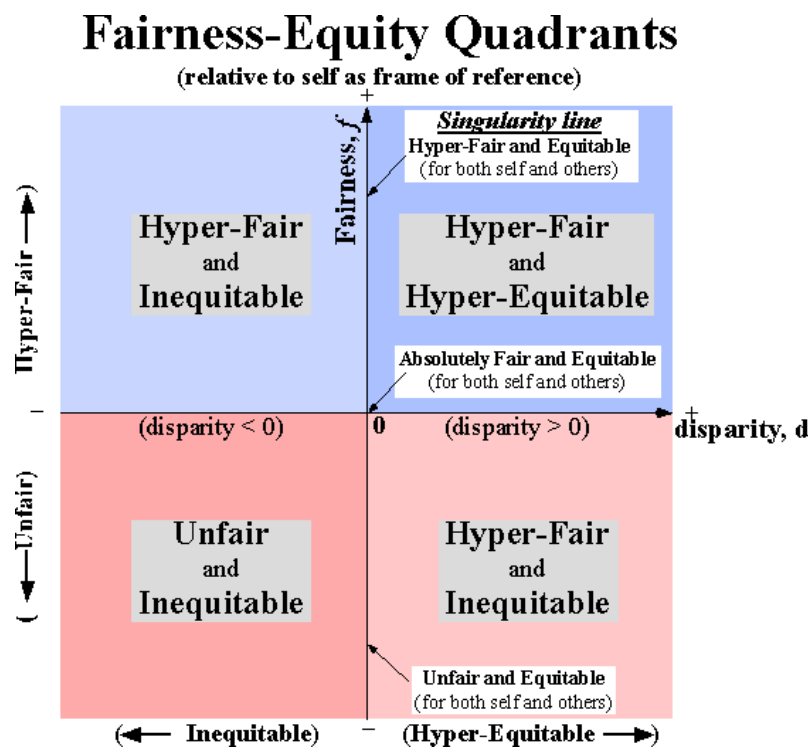 Fairness-Equity Quadrants
(relative to self as frame of reference)
+
Fairness, f
Singularity line
Hyper-Fair and Equitable
(for both self and others)
Hyper-Fair
and
Inequitable
Hyper-Fair
and
Hyper-Equitable
Hyper-Fair )
Absolutely Fair and Equitable
(for both self and others)
−
+
(disparity < 0)
0
(disparity > 0)
disparity, d
( Unfair)
Unfair
and
Inequitable
Hyper-Fair
and
Inequitable
Unfair and Equitable
(for both self and others)
−
( Inequitable)
(Hyper-Equitable )